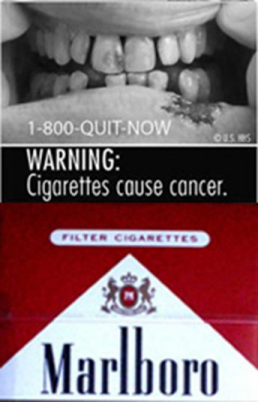 1-800-QUIT-NOW
© U.S. HHS
WARNING:
Cigarettes cause cancer.
FILTER CIGARETTES
Marlboro